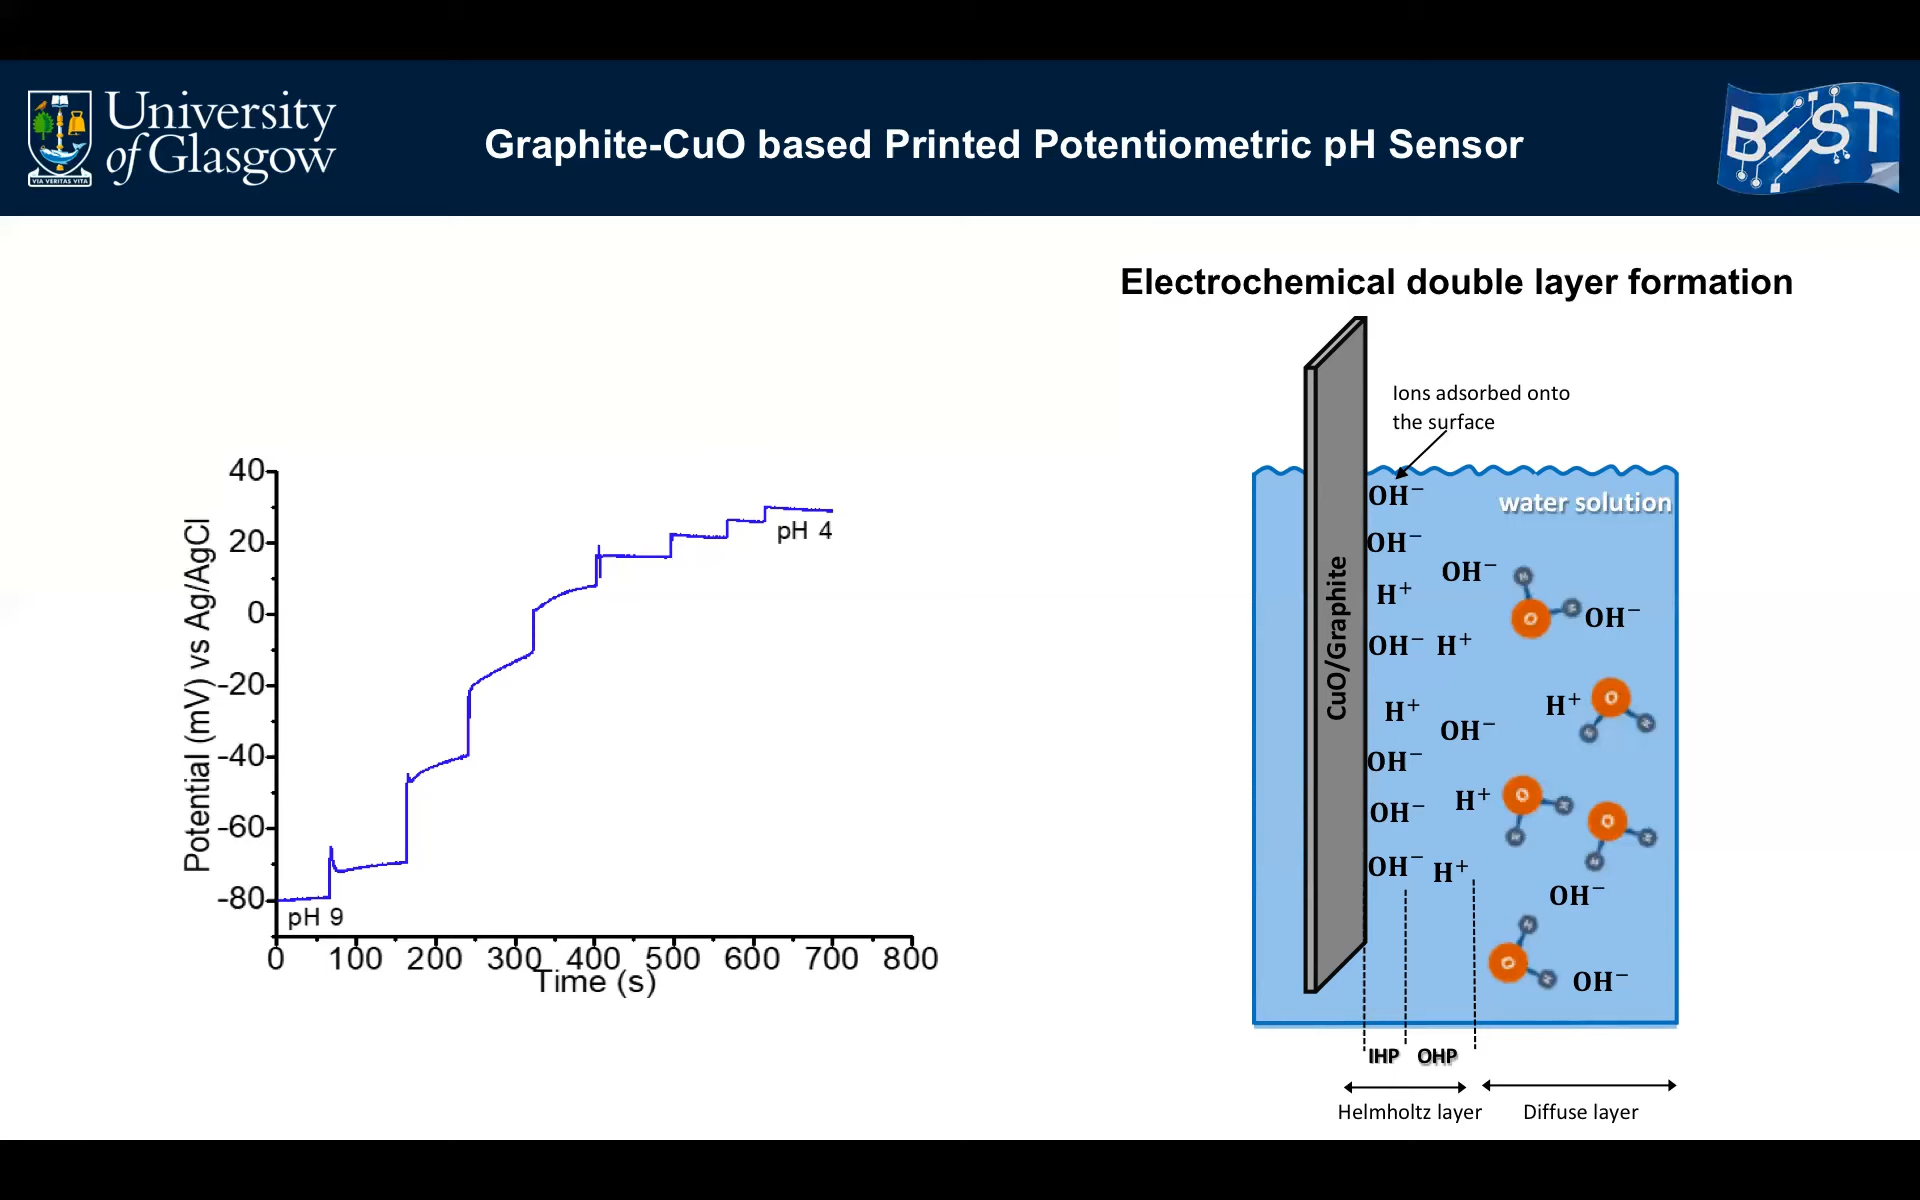 University
of Glasgow
VIA VERITAS VITA
Graphite-CuO based Printed Potentiometric pH Sensor
BEST
Electrochemical double layer formation
40
20
0
-20
-40
-60
-80
Potential (mV) vs Ag/AgCl
pH 9
pH 4
0 100 200 300 400 500 600 700 800
Time (s)
Ions adsorbed onto
the surface
water solution
CuO/Graphite
OH⁻
OH⁻
OH⁻
H⁺
O
OH⁻
OH⁻ H⁺
H⁺
O
H⁺
OH⁻
OH⁻
H⁺
O
O
OH⁻
OH⁻ H⁺
OH⁻
O
OH⁻
IHP OHP
Helmholtz layer
Diffuse layer